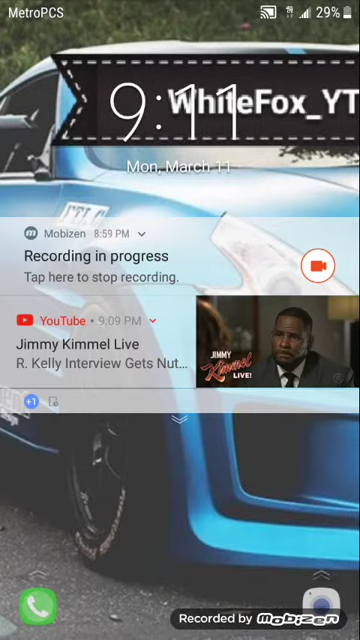 MetroPCS 29%
WhiteFox_YT
9:11
Mon, March 11
Mobizen 8:59 PM
Recording in progress
Tap here to stop recording.
YouTube • 9:09 PM
Jimmy Kimmel Live
R. Kelly Interview Gets Nut...
JIMMY
Kimmel
LIVE!
+1
Recorded by Mobizen